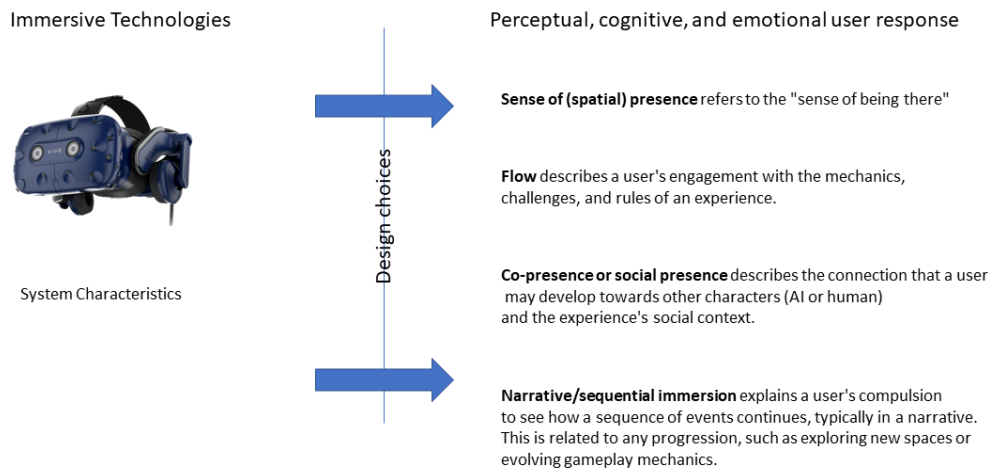 Immersive Technologies
Perceptual, cognitive, and emotional user response
VIVE
System Characteristics
Design choices
Sense of (spatial) presence refers to the "sense of being there"
Flow describes a user's engagement with the mechanics,
challenges, and rules of an experience.
Co-presence or social presence describes the connection that a user
may develop towards other characters (AI or human)
and the experience's social context.
Narrative/sequential immersion explains a user's compulsion
to see how a sequence of events continues, typically in a narrative.
This is related to any progression, such as exploring new spaces or
evolving gameplay mechanics.